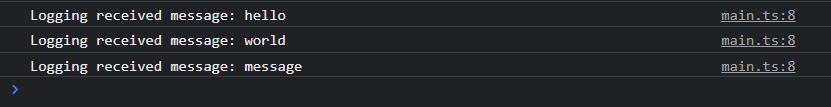 Logging received message: hello main.ts:8
Logging received message: world main.ts:8
Logging received message: message main.ts:8
>